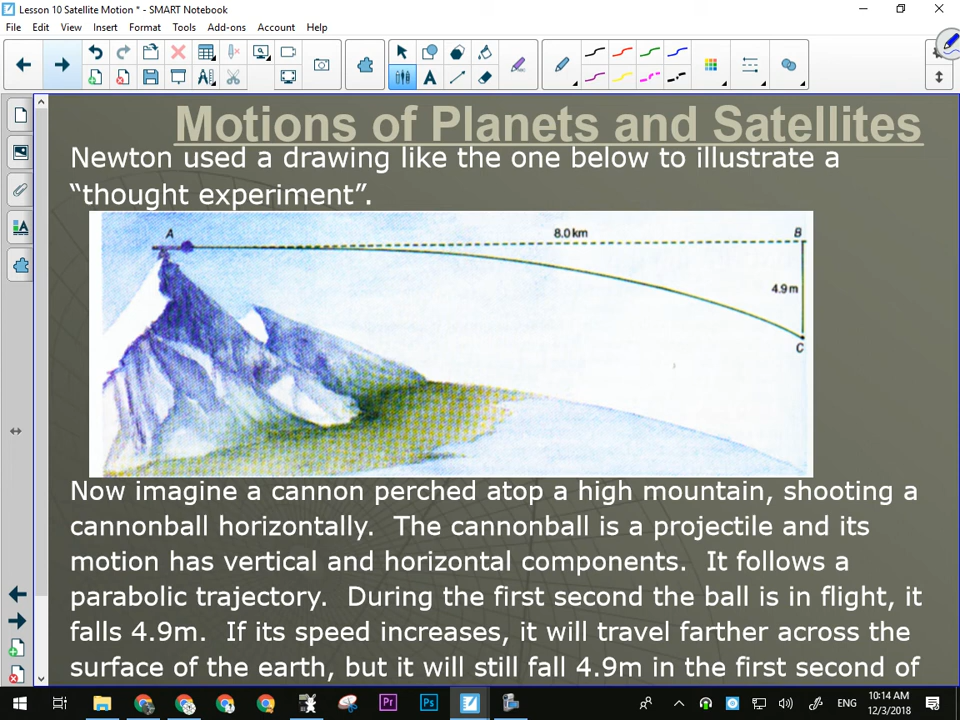 Lesson 10 Satellite Motion * - SMART Notebook
File Edit View Insert Format Tools Add-ons Account Help
Motions of Planets and Satellites
Newton used a drawing like the one below to illustrate a
“thought experiment”.
A 8.0 km B
4.9 m
C
Now imagine a cannon perched atop a high mountain, shooting a
cannonball horizontally. The cannonball is a projectile and its
motion has vertical and horizontal components. It follows a
parabolic trajectory. During the first second the ball is in flight, it
falls 4.9m. If its speed increases, it will travel farther across the
surface of the earth, but it will still fall 4.9m in the first second of
Pr Ps ENG 10:14 AM
12/3/2018